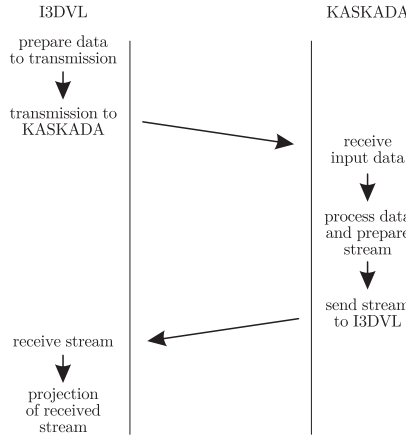 I3DVL
KASKADA
prepare data
to transmission
transmission to
KASKADA
receive
input data
process data
and prepare
stream
send stream
to I3DVL
receive stream
projection
of received
stream